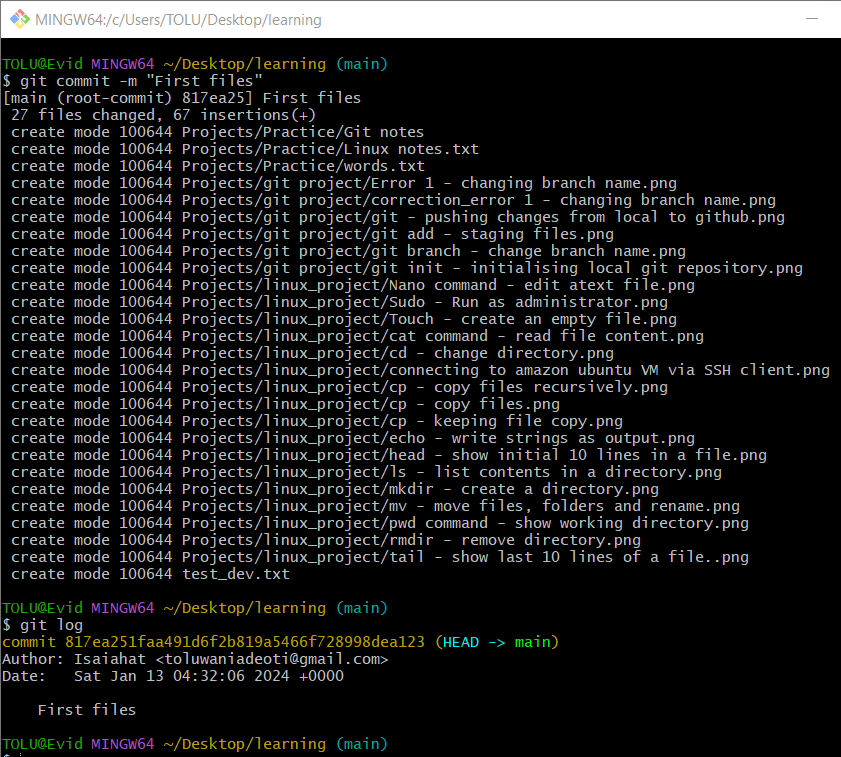 MINGW64:/c/Users/TOLU/Desktop/learning
TOLU@Evid MINGW64 ~/Desktop/learning (main)
$ git commit -m "First files"
[main (root-commit) 817ea25] First files
 27 files changed, 67 insertions(+)
 create mode 100644 Projects/Practice/Git notes
 create mode 100644 Projects/Practice/Linux notes.txt
 create mode 100644 Projects/Practice/words.txt
 create mode 100644 Projects/git project/Error 1 - changing branch name.png
 create mode 100644 Projects/git project/correction_error 1 - changing branch name.png
 create mode 100644 Projects/git project/git - pushing changes from local to github.png
 create mode 100644 Projects/git project/git add - staging files.png
 create mode 100644 Projects/git project/git branch - change branch name.png
 create mode 100644 Projects/git project/git init - initialising local git repository.png
 create mode 100644 Projects/linux_project/Nano command - edit atext file.png
 create mode 100644 Projects/linux_project/Sudo - Run as administrator.png
 create mode 100644 Projects/linux_project/Touch - create an empty file.png
 create mode 100644 Projects/linux_project/cat command - read file content.png
 create mode 100644 Projects/linux_project/cd - change directory.png
 create mode 100644 Projects/linux_project/connecting to amazon ubuntu VM via SSH client.png
 create mode 100644 Projects/linux_project/cp - copy files recursively.png
 create mode 100644 Projects/linux_project/cp - copy files.png
 create mode 100644 Projects/linux_project/cp - keeping file copy.png
 create mode 100644 Projects/linux_project/echo - write strings as output.png
 create mode 100644 Projects/linux_project/head - show initial 10 lines in a file.png
 create mode 100644 Projects/linux_project/ls - list contents in a directory.png
 create mode 100644 Projects/linux_project/mkdir - create a directory.png
 create mode 100644 Projects/linux_project/mv - move files, folders and rename.png
 create mode 100644 Projects/linux_project/pwd command - show working directory.png
 create mode 100644 Projects/linux_project/rmdir - remove directory.png
 create mode 100644 Projects/linux_project/tail - show last 10 lines of a file..png
 create mode 100644 test_dev.txt
TOLU@Evid MINGW64 ~/Desktop/learning (main)
$ git log
commit 817ea251faa491d6f2b819a5466f728998dea123 (HEAD -> main)
Author: Isaiahat <toluwaniadeoti@gmail.com>
Date:   Sat Jan 13 04:32:06 2024 +0000
    First files
TOLU@Evid MINGW64 ~/Desktop/learning (main)